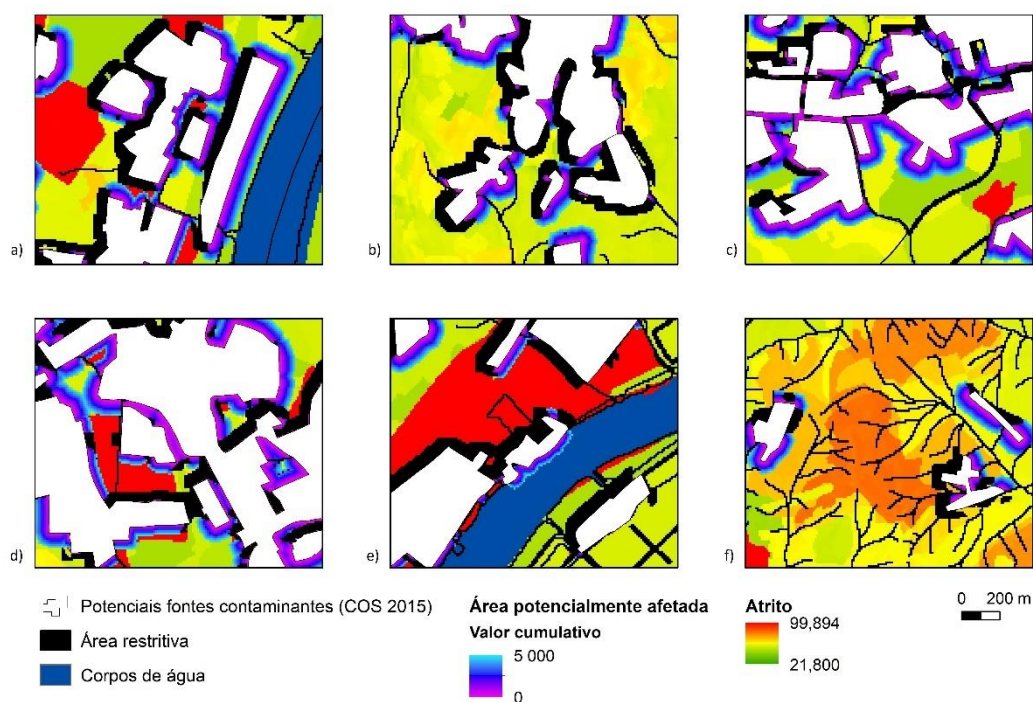 a)
b)
c)
d)
e)
f)
Potenciais fontes contaminantes (COS 2015)
Área restritiva
Corpos de água
Área potencialmente afetada
Valor cumulativo
5 000
0
Atrito
99,894
21,800
0 200 m